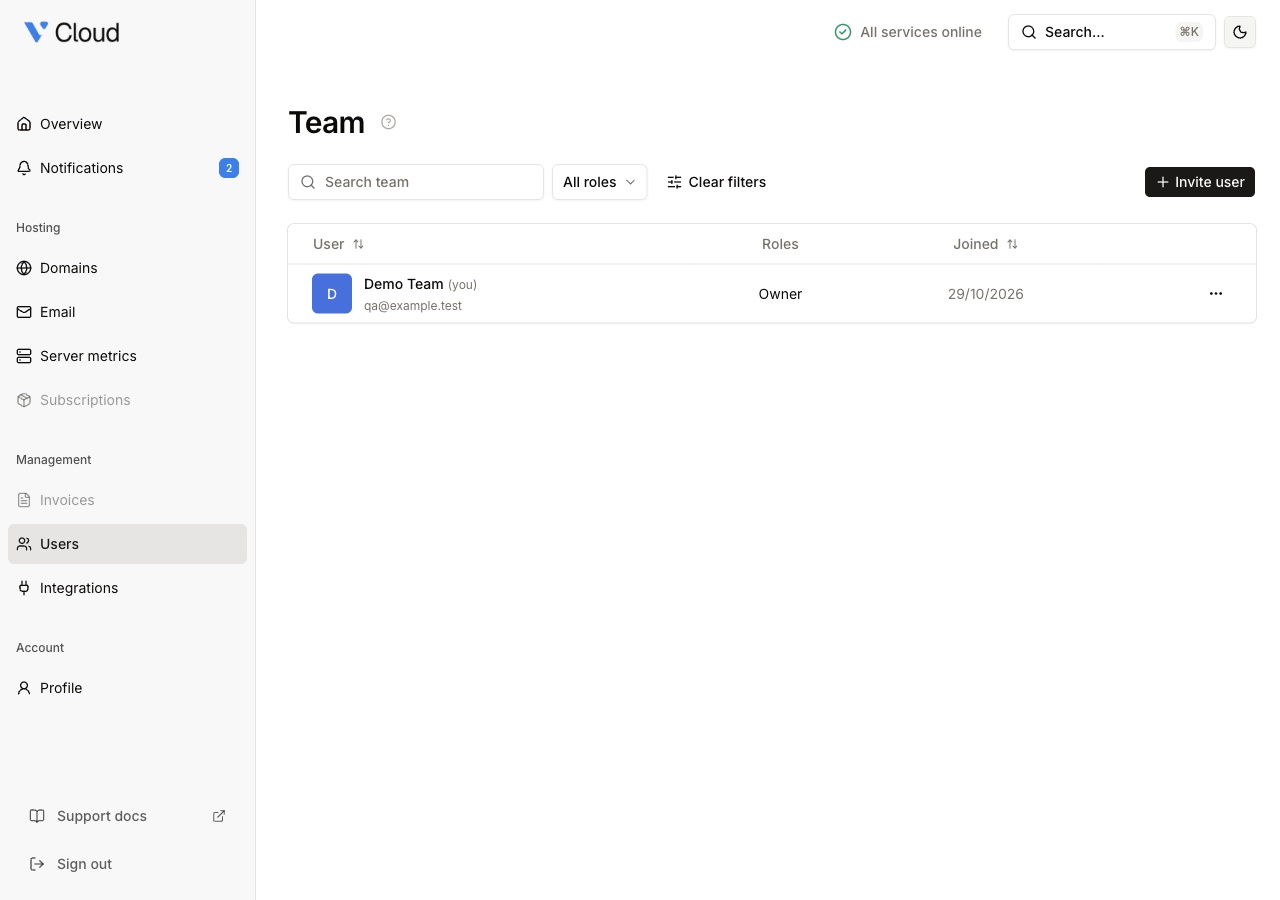 Cloud
All services online
Search...
⌘K
Overview
Notifications
2
Hosting
Domains
Email
Server metrics
Subscriptions
Management
Invoices
Users
Integrations
Account
Profile
Support docs
Sign out
Team
Search team
All roles
Clear filters
Invite user
User
Roles
Joined
D
Demo Team (you)
qa@example.test
Owner
29/10/2026